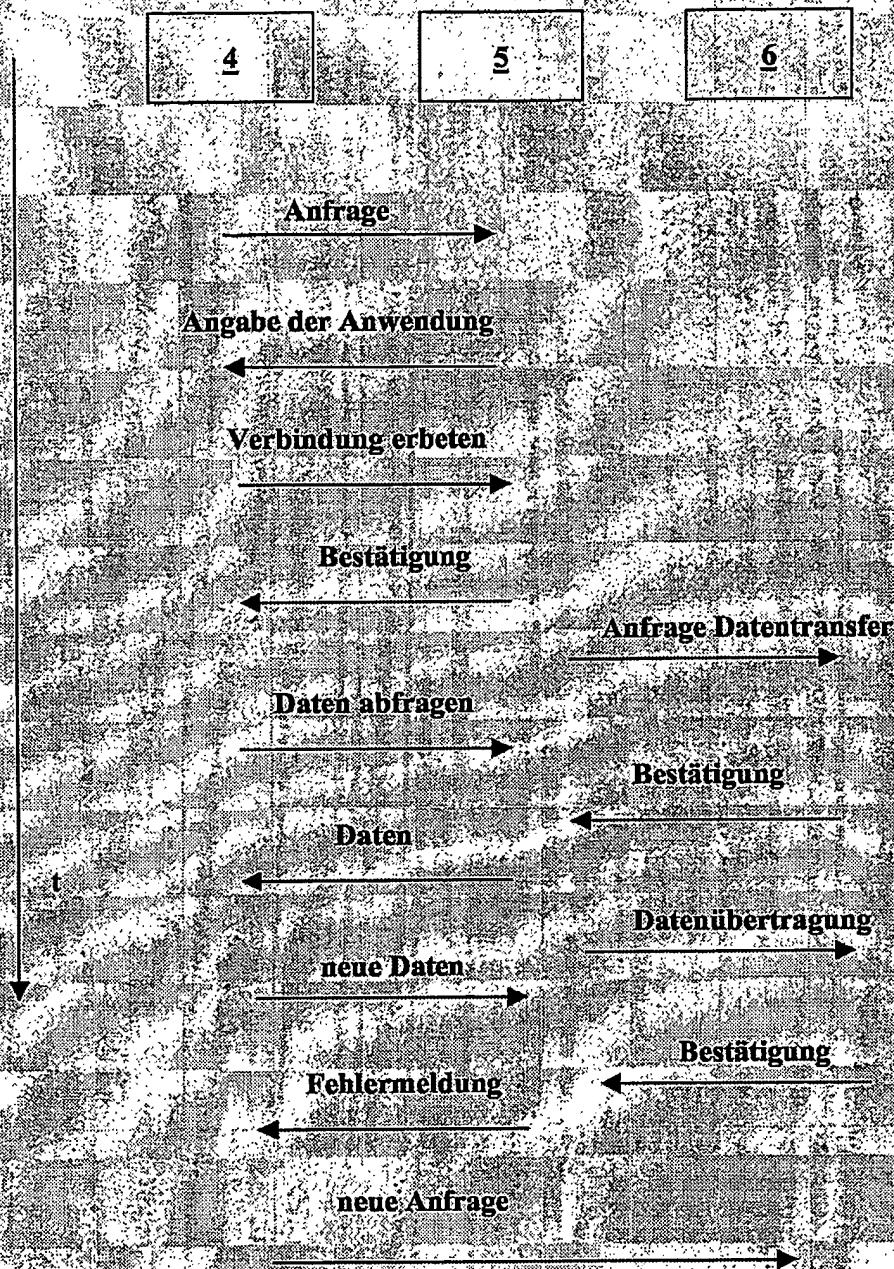 4
5
6
Anfrage
Angabe der Anwendung
Verbindung erbeten
Bestätigung
Anfrage Datentransfer
Daten abfragen
Bestätigung
Daten
t
Datenübertragung
neue Daten
Bestätigung
Fehlermeldung
neue Anfrage